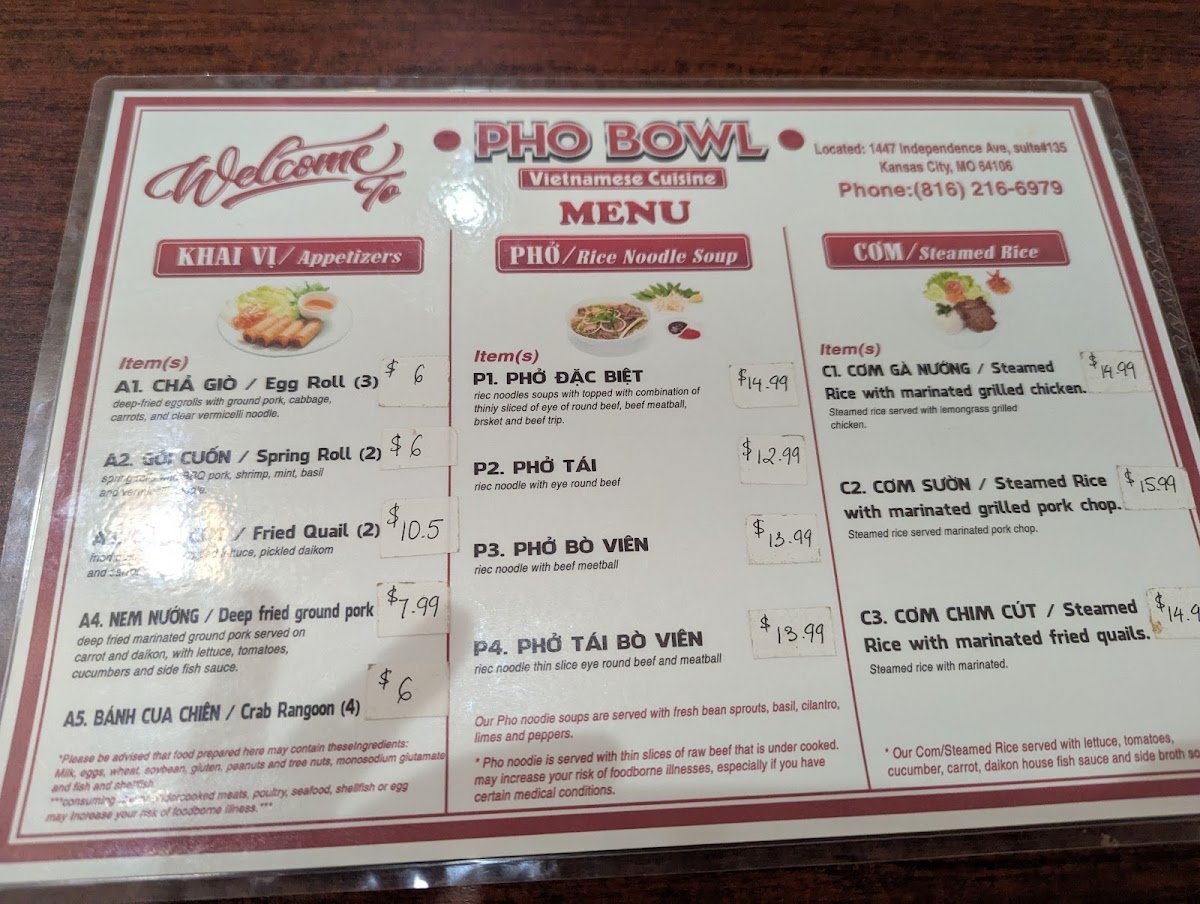 Welcome
To
PHO BOWL
Vietnamese Cuisine
MENU
Located: 1447 Independence Ave, suite#135
Kansas City, MO 64106
Phone:(816) 216-6979
KHAI VỊ/ Appetizers
Item(s)
A1. CHẢ GIÒ / Egg Roll (3) $ 6
deep-fried eggrolls with ground pork, cabbage,
carrots, and clear vermicelli noodle.
A2. GỎI CUỐN / Spring Roll (2) $ 6
pork, shrimp, mint, basil
and
/ Fried Quail (2) $10.5
lettuce, pickled daikom
and
A4. NEM NƯỚNG / Deep fried ground pork $7.99
deep fried marinated ground pork served on
carrot and daikon, with lettuce, tomatoes,
cucumbers and side fish sauce.
A5. BÁNH CUA CHIÊN / Crab Rangoon (4) $ 6
*Please be advised that food prepared here may contain theseIngredients:
Milk, eggs, wheat, soybean, gluten, peanuts and tree nuts, monosodium glutamate
and fish and shellfish
***consuming undercooked meats, poultry, seafood, shellfish or egg
may Increase your risk of foodborne illness. ***
PHỞ/Rice Noodle Soup
Item(s)
P1. PHỞ ĐẶC BIỆT $14.99
riec noodles soups with topped with combination of
thinly sliced of eye of round beef, beef meatball,
brsket and beef trip.
P2. PHỞ TÁI $12.99
riec noodle with eye round beef
P3. PHỞ BÒ VIÊN $13.99
riec noodle with beef meetball
P4. PHỞ TÁI BÒ VIÊN $13.99
riec noodle thin slice eye round beef and meatball
Our Pho noodle soups are served with fresh bean sprouts, basil, cilantro,
limes and peppers.
* Pho noodle is served with thin slices of raw beef that is under cooked.
may increase your risk of foodborne illnesses, especially if you have
certain medical conditions.
CƠM/Steamed Rice
Item(s)
C1. CƠM GÀ NƯỚNG / Steamed $14.99
Rice with marinated grilled chicken.
Steamed rice served with lemongrass grilled
chicken.
C2. CƠM SƯỜN / Steamed Rice $15.99
with marinated grilled pork chop.
Steamed rice served marinated pork chop.
C3. CƠM CHIM CÚT / Steamed $14.9
Rice with marinated fried quails.
Steamed rice with marinated.
* Our Com/Steamed Rice served with lettuce, tomatoes,
cucumber, carrot, daikon house fish sauce and side broth